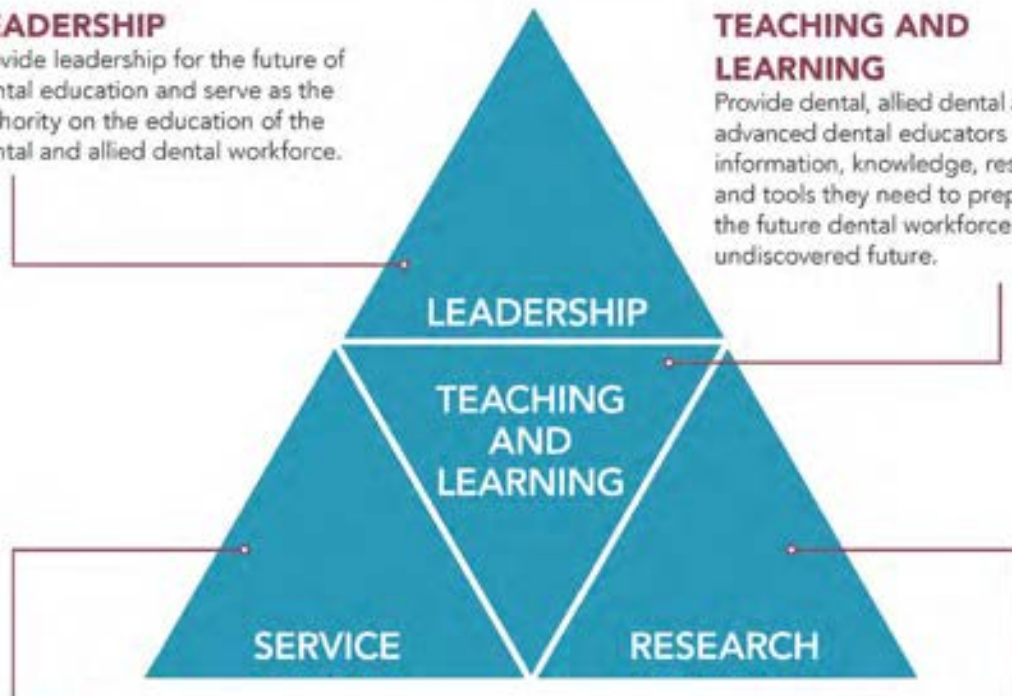 EADERSHIP
vide leadership for the future of
ntal education and serve as the
hority on the education of the
ntal and allied dental workforce.
TEACHING AND
LEARNING
Provide dental, allied dental
advanced dental educators
information, knowledge, res
and tools they need to prep
the future dental workforce
undiscovered future.
LEADERSHIP
TEACHING
AND
LEARNING
SERVICE
RESEARCH